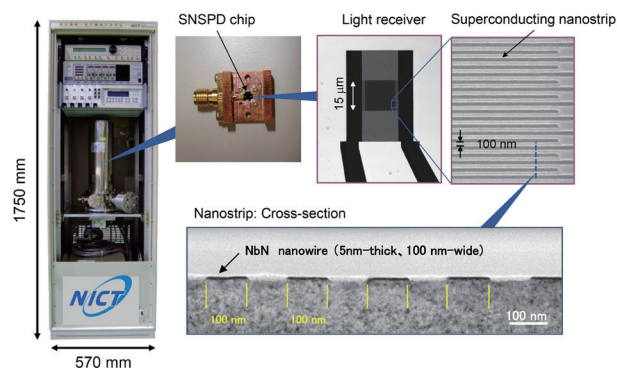 SNSPD chip
Light receiver
Superconducting nanostrip
NICT
15 μm
100 nm
1750 mm
Nanostrip: Cross-section
NbN nanowire (5nm-thick、100 nm-wide)
100 nm
100 nm
100 nm
NICT
570 mm